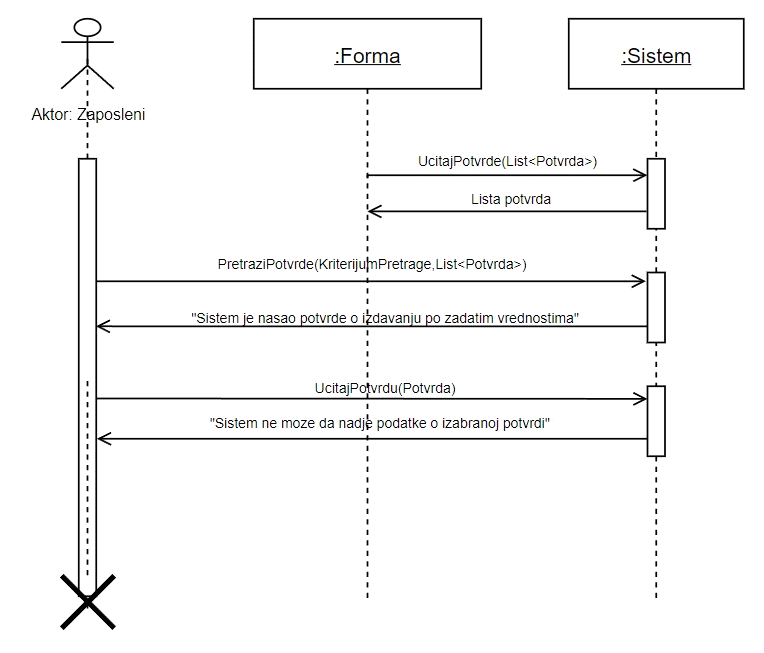 :Forma
:Sistem
Aktor: Zaposleni
UcitajPotvrde(List<Potvrda>)
Lista potvrda
PretraziPotvrde(KriterijumPretrage,List<Potvrda>)
"Sistem je nasao potvrde o izdavanju po zadatim vrednostima"
UcitajPotvrdu(Potvrda)
"Sistem ne moze da nadje podatke o izabranoj potvrdi"